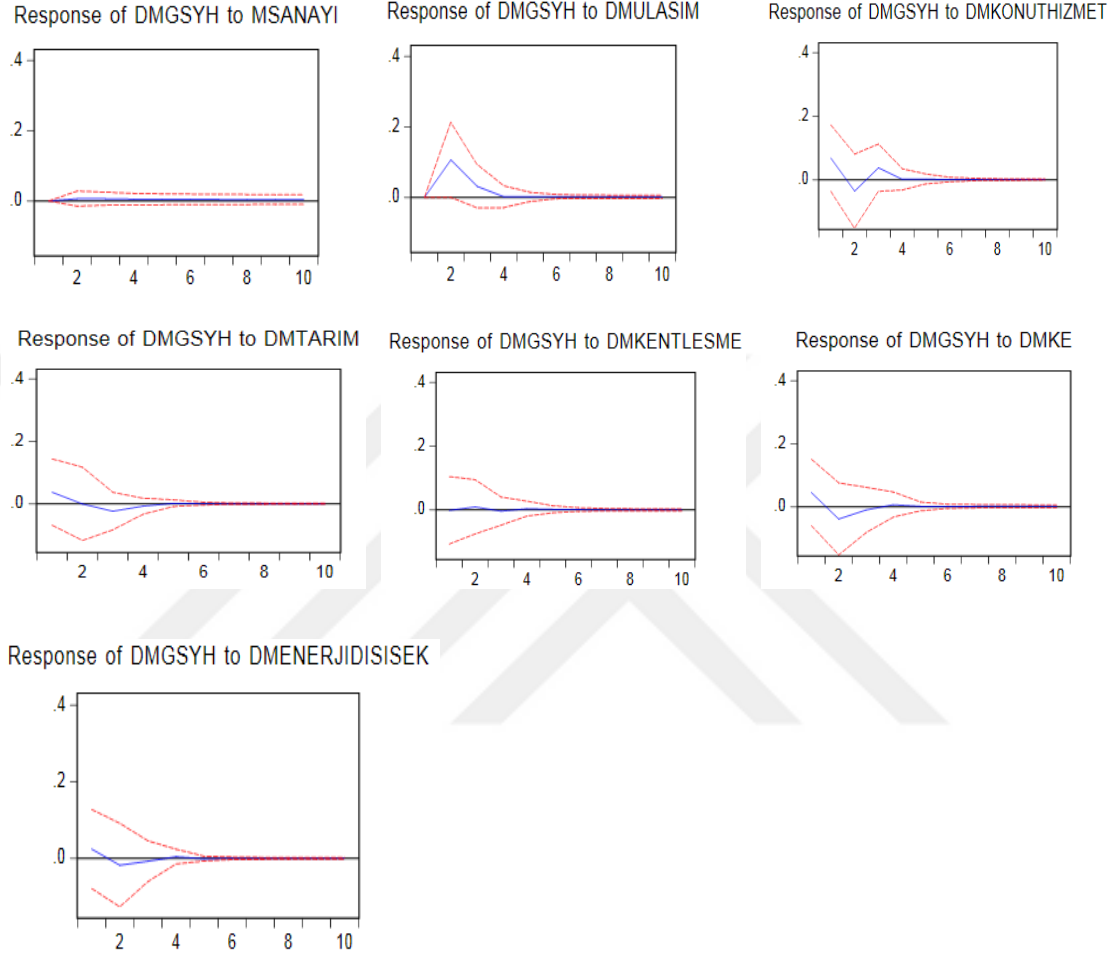 Response of DMGSYH to MSANAYI
Response of DMGSYH to DMULASIM
Response of DMGSYH to DMKONUTHIZMET
.4
.2
.0
2 4 6 8 10
.4
.2
.0
2 4 6 8 10
.4
.2
.0
2 4 6 8 10
Response of DMGSYH to DMTARIM
Response of DMGSYH to DMKENTLESME
Response of DMGSYH to DMKE
.4
.2
.0
2 4 6 8 10
.4
.2
.0
2 4 6 8 10
.4
.2
.0
2 4 6 8 10
Response of DMGSYH to DMENERJIDISISEK
.4
.2
.0
2 4 6 8 10